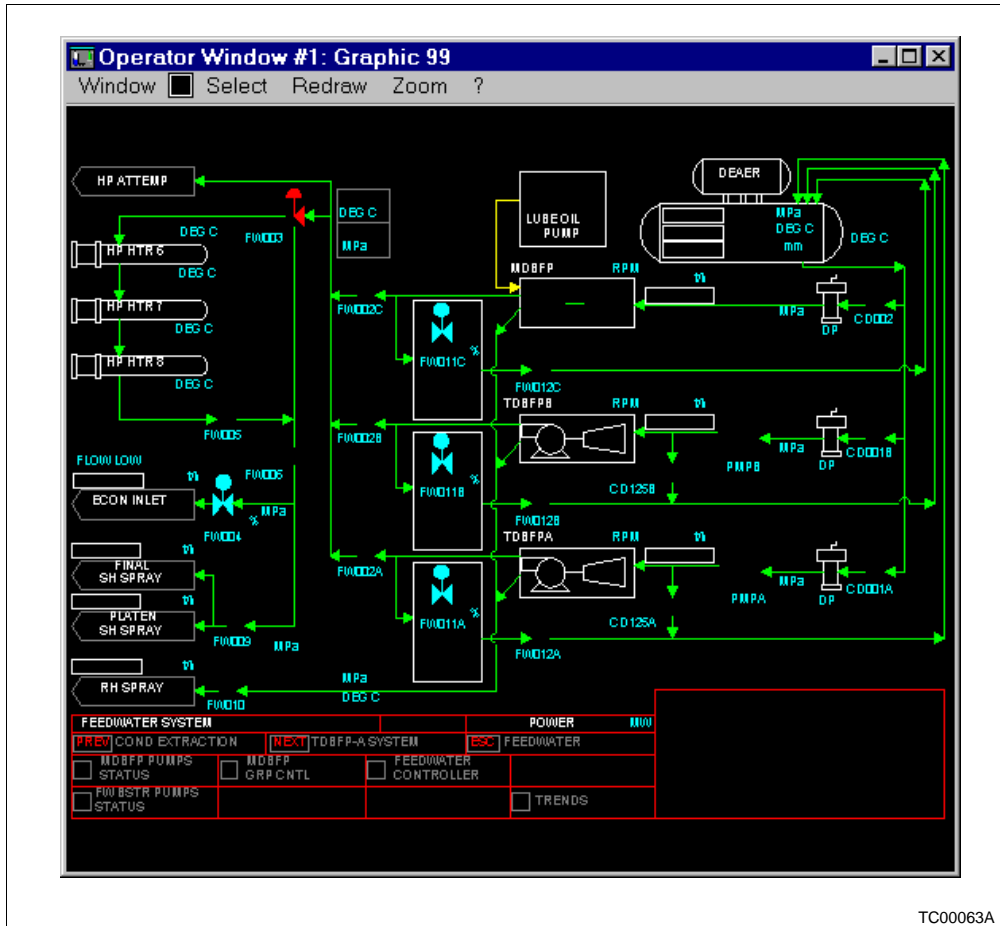 Operator Window #1: Graphic 99
Window Select Redraw Zoom ?
HP ATTEMP
DEG C
MPa
FW003
DEG C
HP HTR 6
DEG C
HP HTR 7
DEG C
HP HTR 8
DEG C
FW005
FLOW LOW
t/h
FW006
ECON INLET
MPa
%
FW004
t/h
FINAL
SH SPRAY
t/h
PLATEN
SH SPRAY
FW009
MPa
t/h
RH SPRAY
FW010
MPa
DEG C
LUBEOIL
PUMP
DEAER
MPa
DEG C
mm
DEG C
MDBFP
RPM
t/h
FW002C
FW011C
%
FW012C
MPa
DP
CD002
TDBFPB
RPM
t/h
FW002B
FW011B
%
FW012B
CD125B
PMPB
MPa
DP
CD001B
TDBFPA
RPM
t/h
FW002A
FW011A
%
FW012A
CD125A
PMPA
MPa
DP
CD001A
FEEDWATER SYSTEM
POWER MW
PREV COND EXTRACTION
NEXT TDBFP-A SYSTEM
ESC FEEDWATER
MDBFP PUMPS
STATUS
MDBFP
GRP CNTL
FEEDWATER
CONTROLLER
FW BSTR PUMPS
STATUS
TRENDS
TC00063A